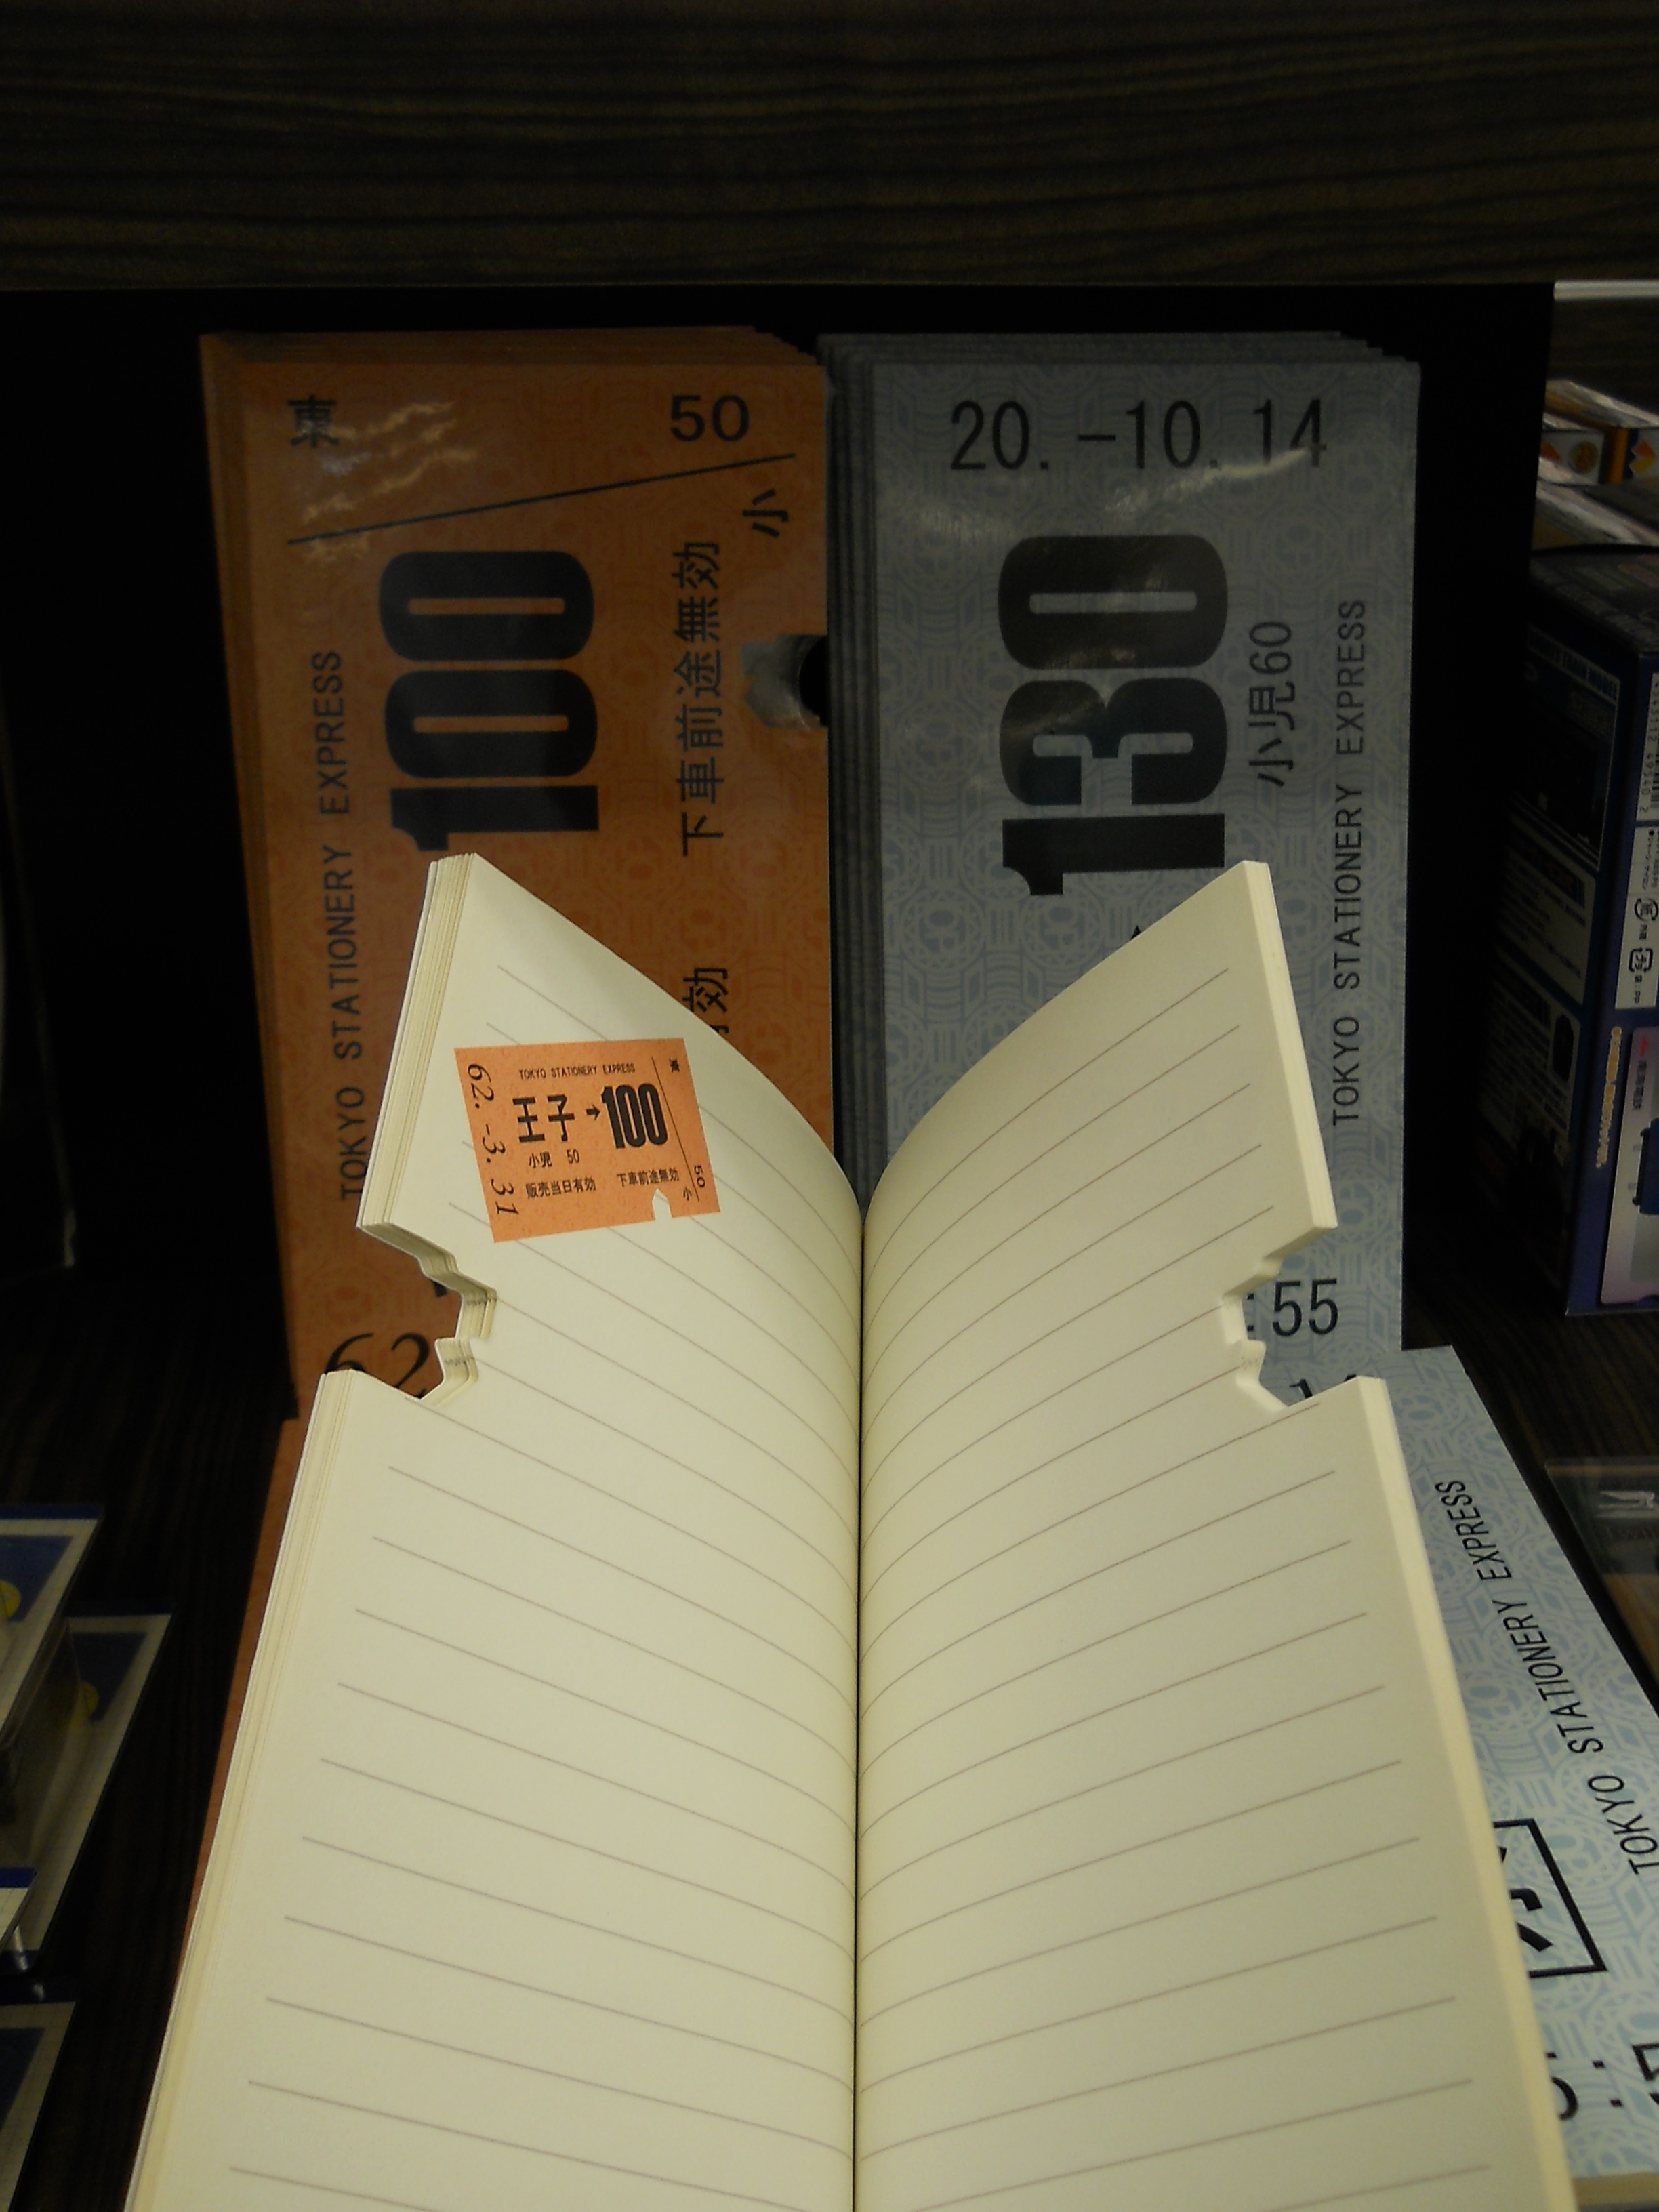 東
50
小
TOKYO STATIONERY EXPRESS
100
下車前途無効
効
62
20.-10.14
130
小児60
TOKYO STATIONERY EXPRESS
:55
東
50
小
TOKYO STATIONERY EXPRESS
王子
→100
小児 50
下車前途無効
販売当日有効
62.-3.31
TOKYO STATIONERY EXPRESS